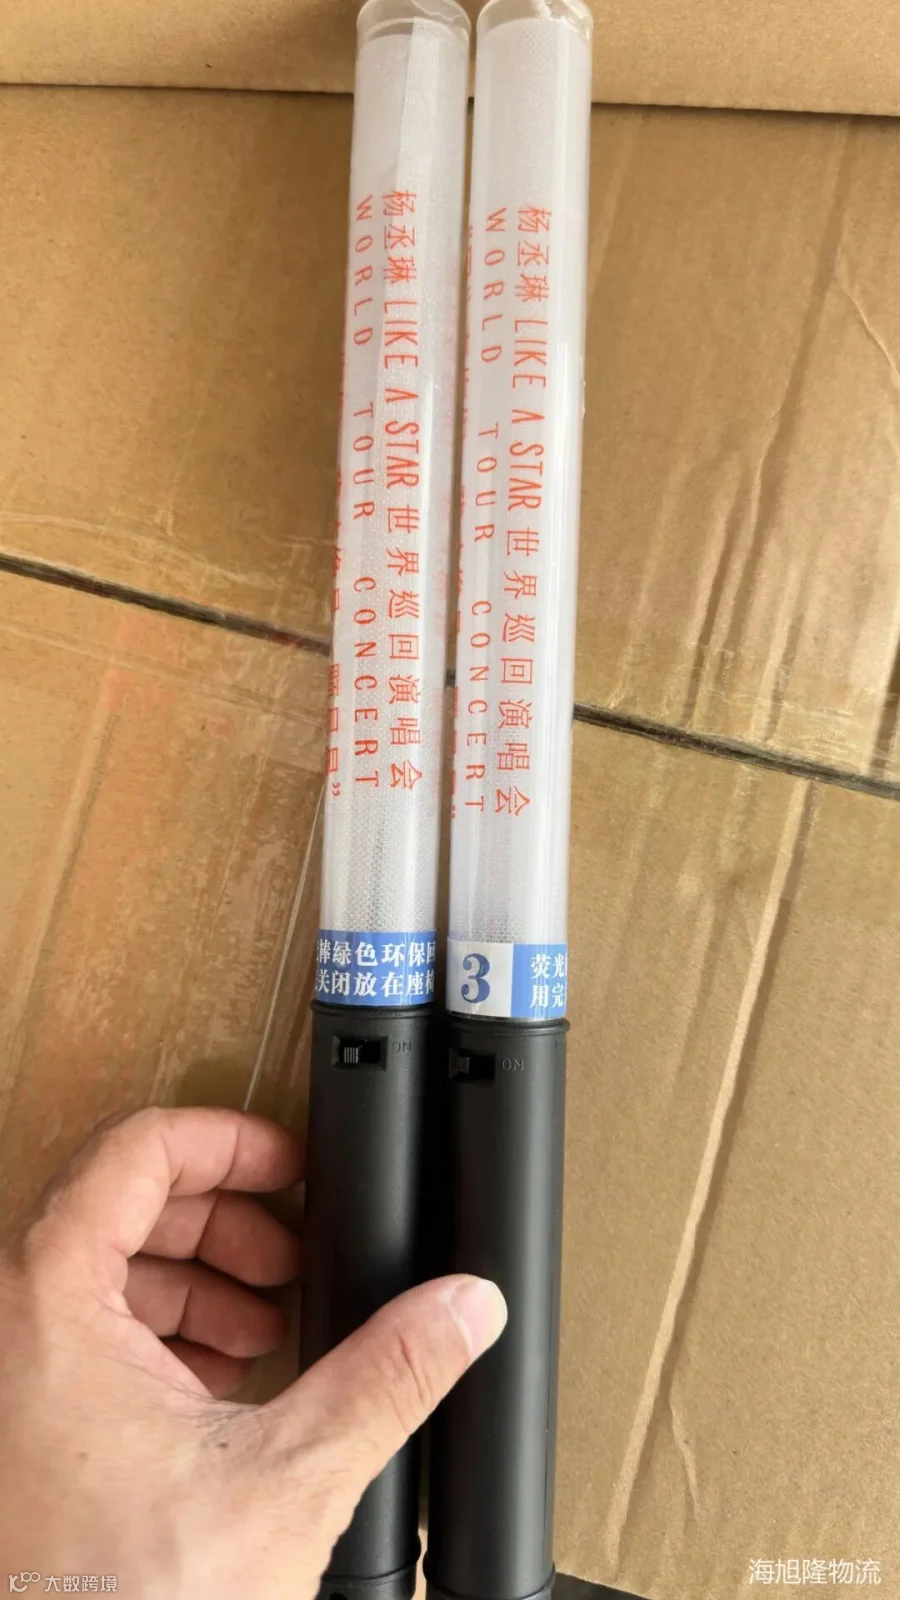 杨丞琳 LIKE A STAR 世界巡回演唱会
WORLD TOUR CONCERT
棒绿色环保回
关闭放在座椅
ON
杨丞琳 LIKE A STAR 世界巡回演唱会
WORLD TOUR CONCERT
3
荧光
用完
ON
大数跨境
海旭隆物流